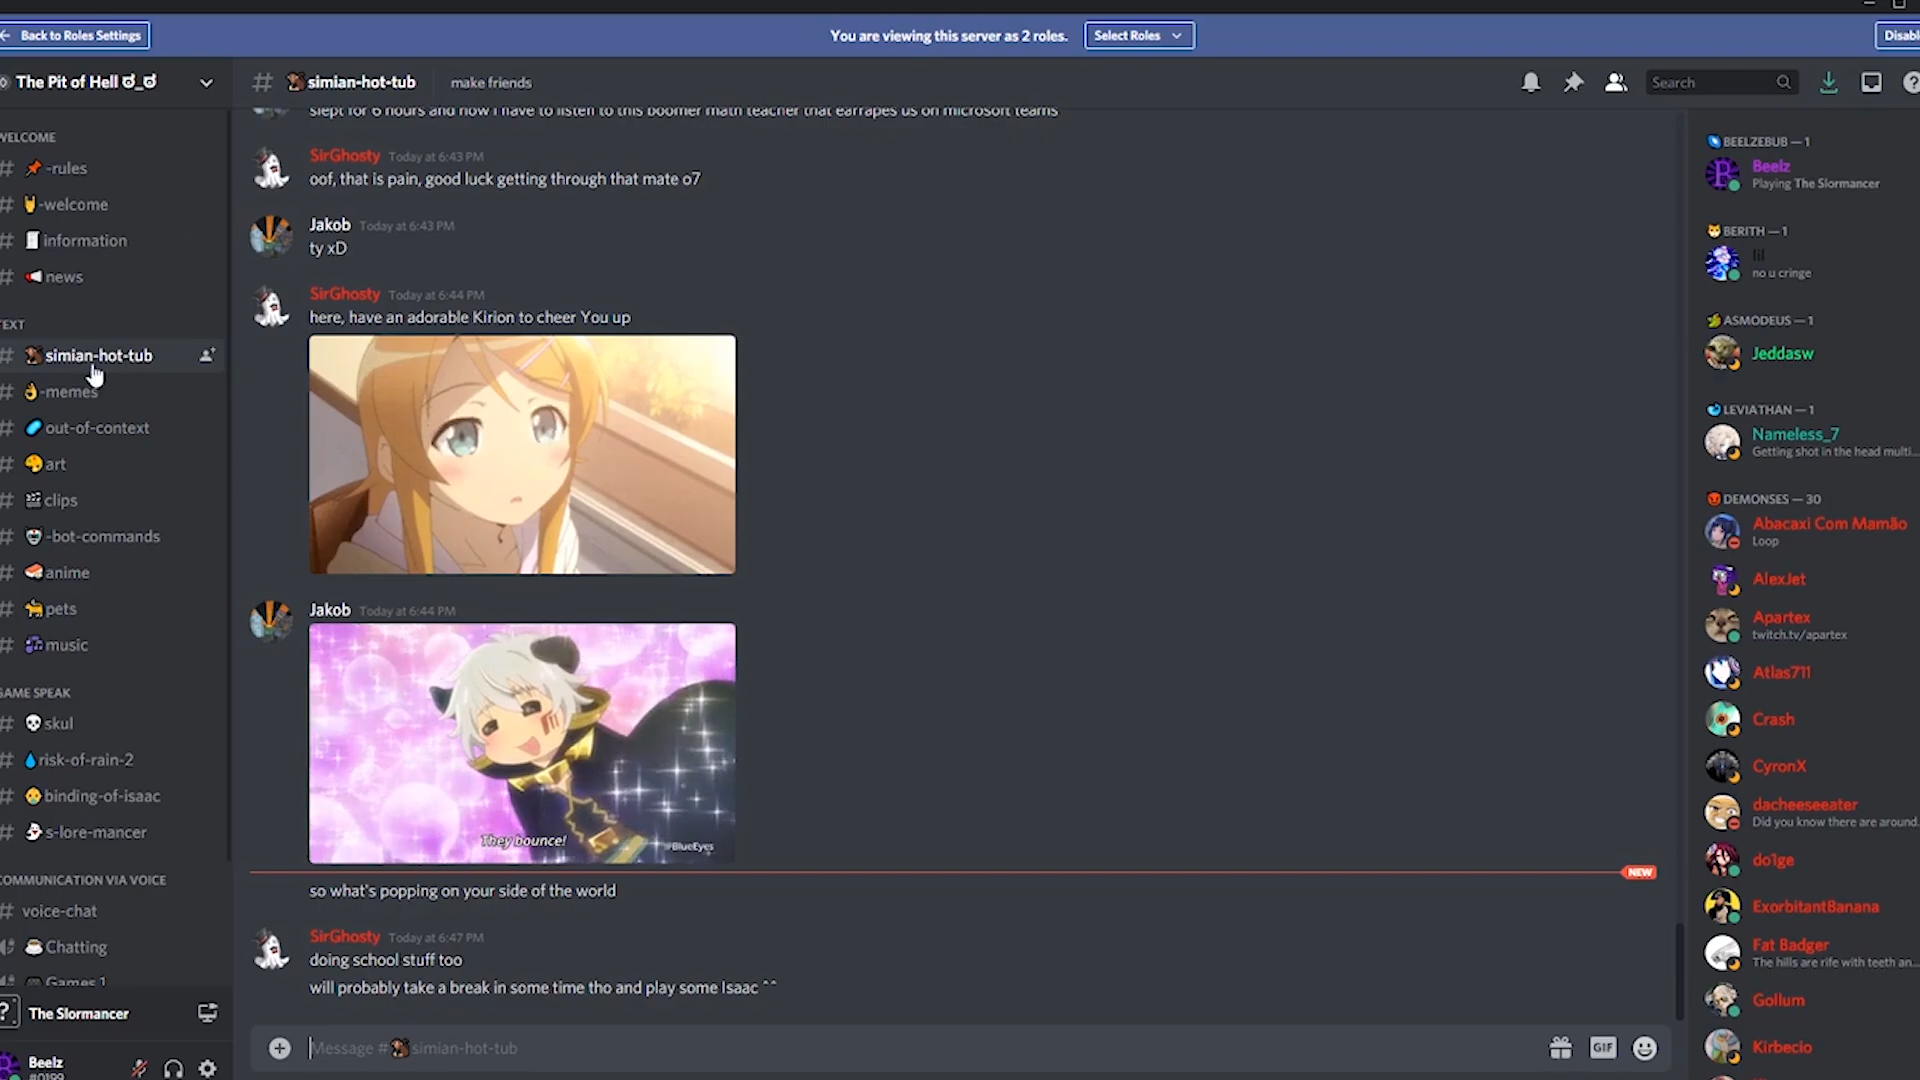 Back to Roles Settings
You are viewing this server as 2 roles.
Select Roles
The Pit of Hell ಠ_ಠ
simian-hot-tub
make friends
Search
WELCOME
-rules
-welcome
information
news
TEXT
simian-hot-tub
-memes
out-of-context
art
clips
-bot-commands
anime
pets
music
GAME SPEAK
skul
risk-of-rain-2
binding-of-isaac
s-lore-mancer
COMMUNICATION VIA VOICE
voice-chat
Chatting
Games 1
The Slormancer
Beelz
#0199
slept for 6 hours and now i have to listen to this boomer math teacher that earrapes us on microsoft teams
SirGhosty Today at 6:43 PM
oof, that is pain, good luck getting through that mate o7
Jakob Today at 6:43 PM
ty xD
SirGhosty Today at 6:44 PM
here, have an adorable Kirion to cheer You up
Jakob Today at 6:44 PM
They bounce!
#BlueEyes
NEW
so what's popping on your side of the world
SirGhosty Today at 6:47 PM
doing school stuff too
will probably take a break in some time tho and play some Isaac ^^
Message #simian-hot-tub
GIF
BEELZEBUB — 1
Beelz
Playing The Slormancer
BERITH — 1
lil
no u cringe
ASMODEUS — 1
Jeddasw
LEVIATHAN — 1
Nameless_7
Getting shot in the head multi...
DEMONSES — 30
Abacaxi Com Mamão
Loop
AlexJet
Apartex
twitch.tv/apartex
Atlas711
Crash
CyronX
dacheeseeater
Did you know there are around
do1ge
ExorbitantBanana
Fat Badger
The hills are rife with teeth an...
Gollum
Kirbecio